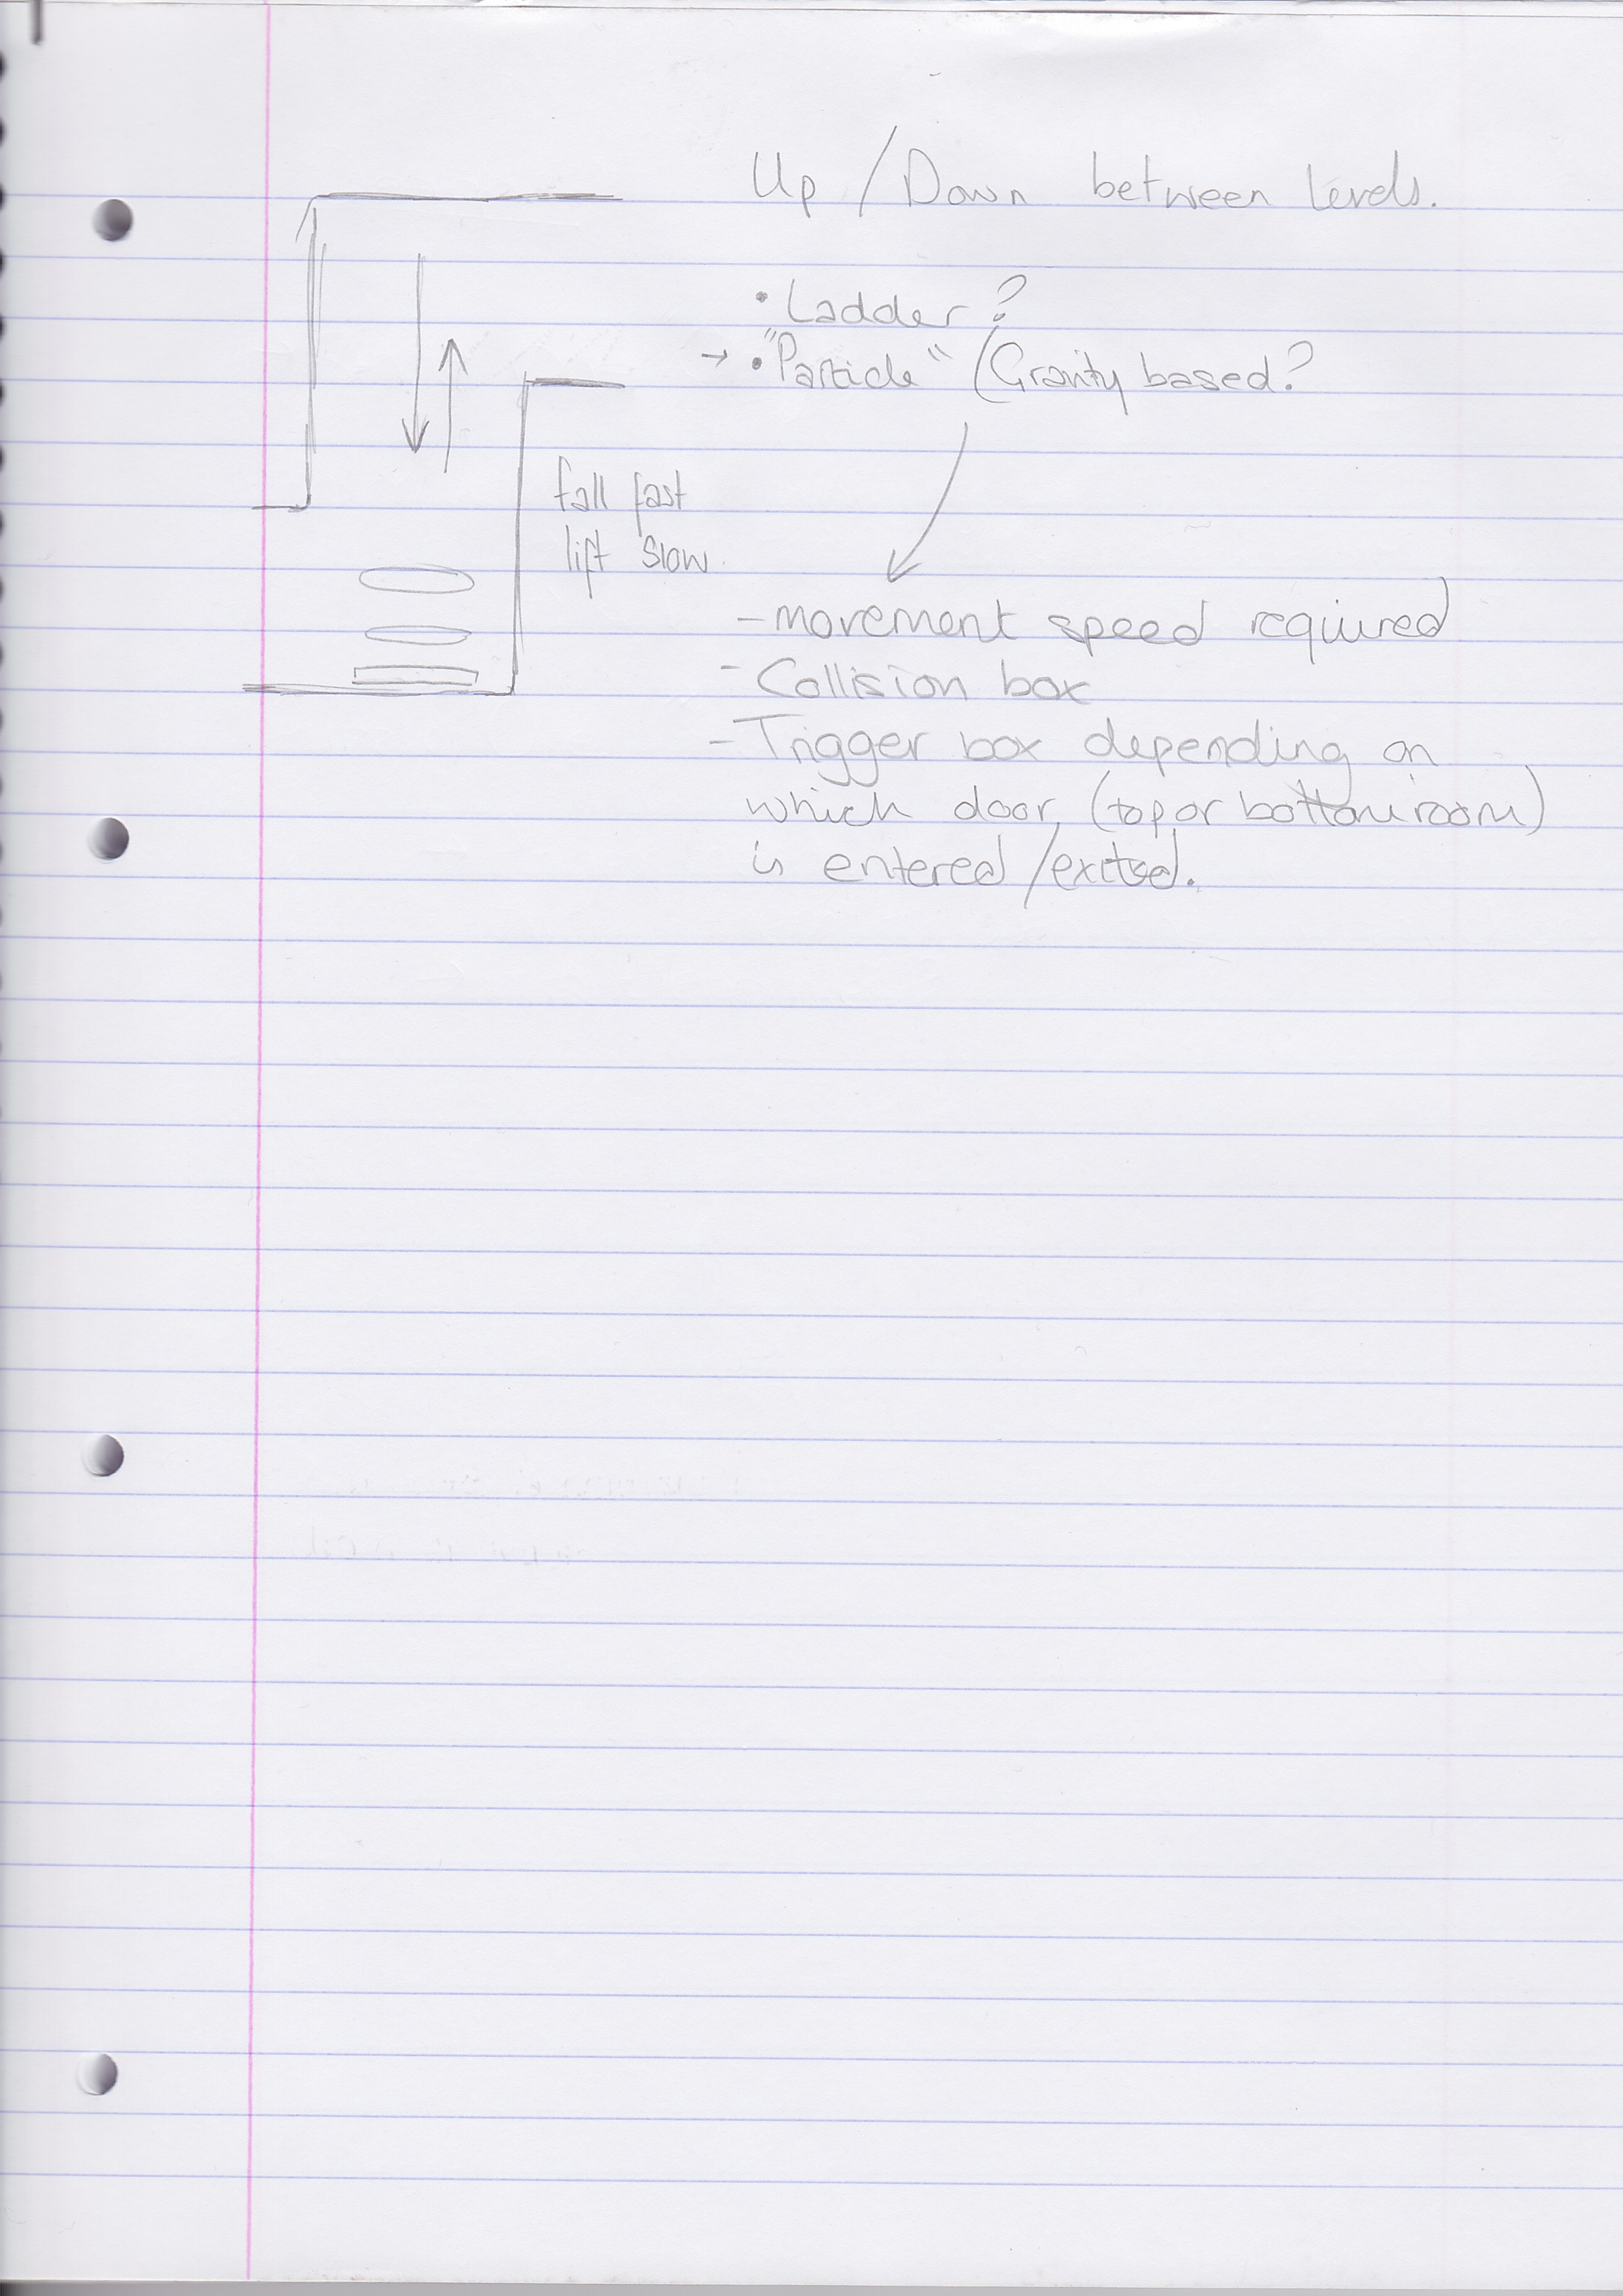 Up / Down between levels.
• Ladder?
→ • "Particle" / Gravity based?
fall fast
lift slow
- movement speed required
- Collision box
- Trigger box depending on
which door (top or bottom room)
is entered / exited.